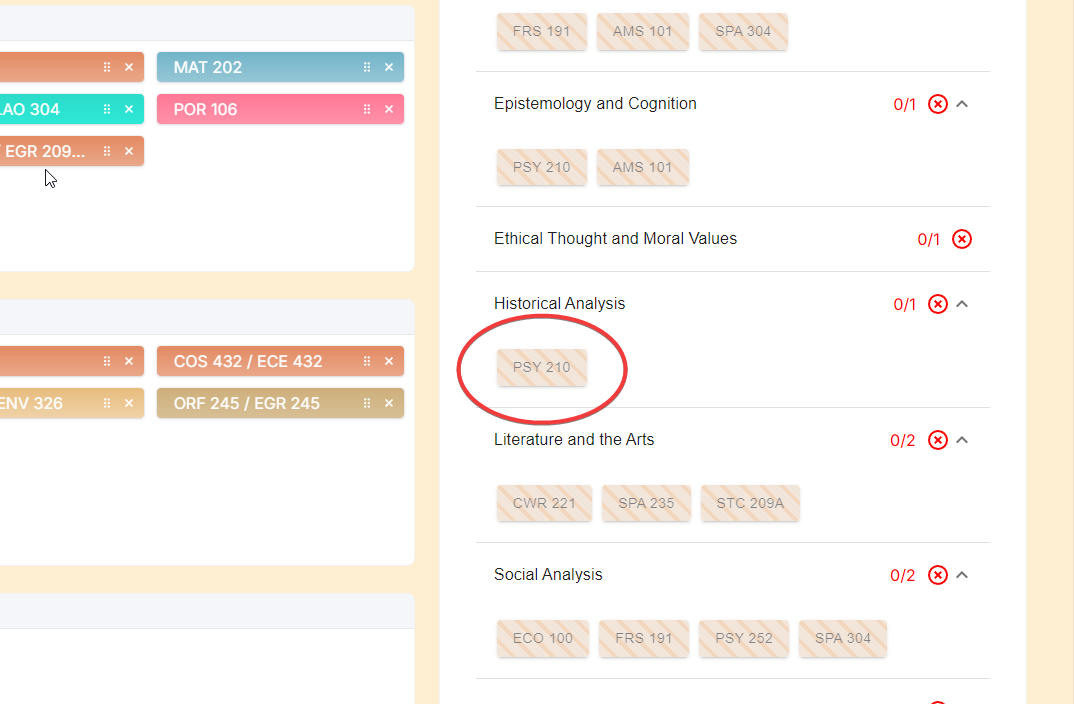 MAT 202
LAO 304
POR 106
/ EGR 209...
COS 432 / ECE 432
ENV 326
ORF 245 / EGR 245
FRS 191 AMS 101 SPA 304
Epistemology and Cognition 0/1
PSY 210 AMS 101
Ethical Thought and Moral Values 0/1
Historical Analysis 0/1
PSY 210
Literature and the Arts 0/2
CWR 221 SPA 235 STC 209A
Social Analysis 0/2
ECO 100 FRS 191 PSY 252 SPA 304